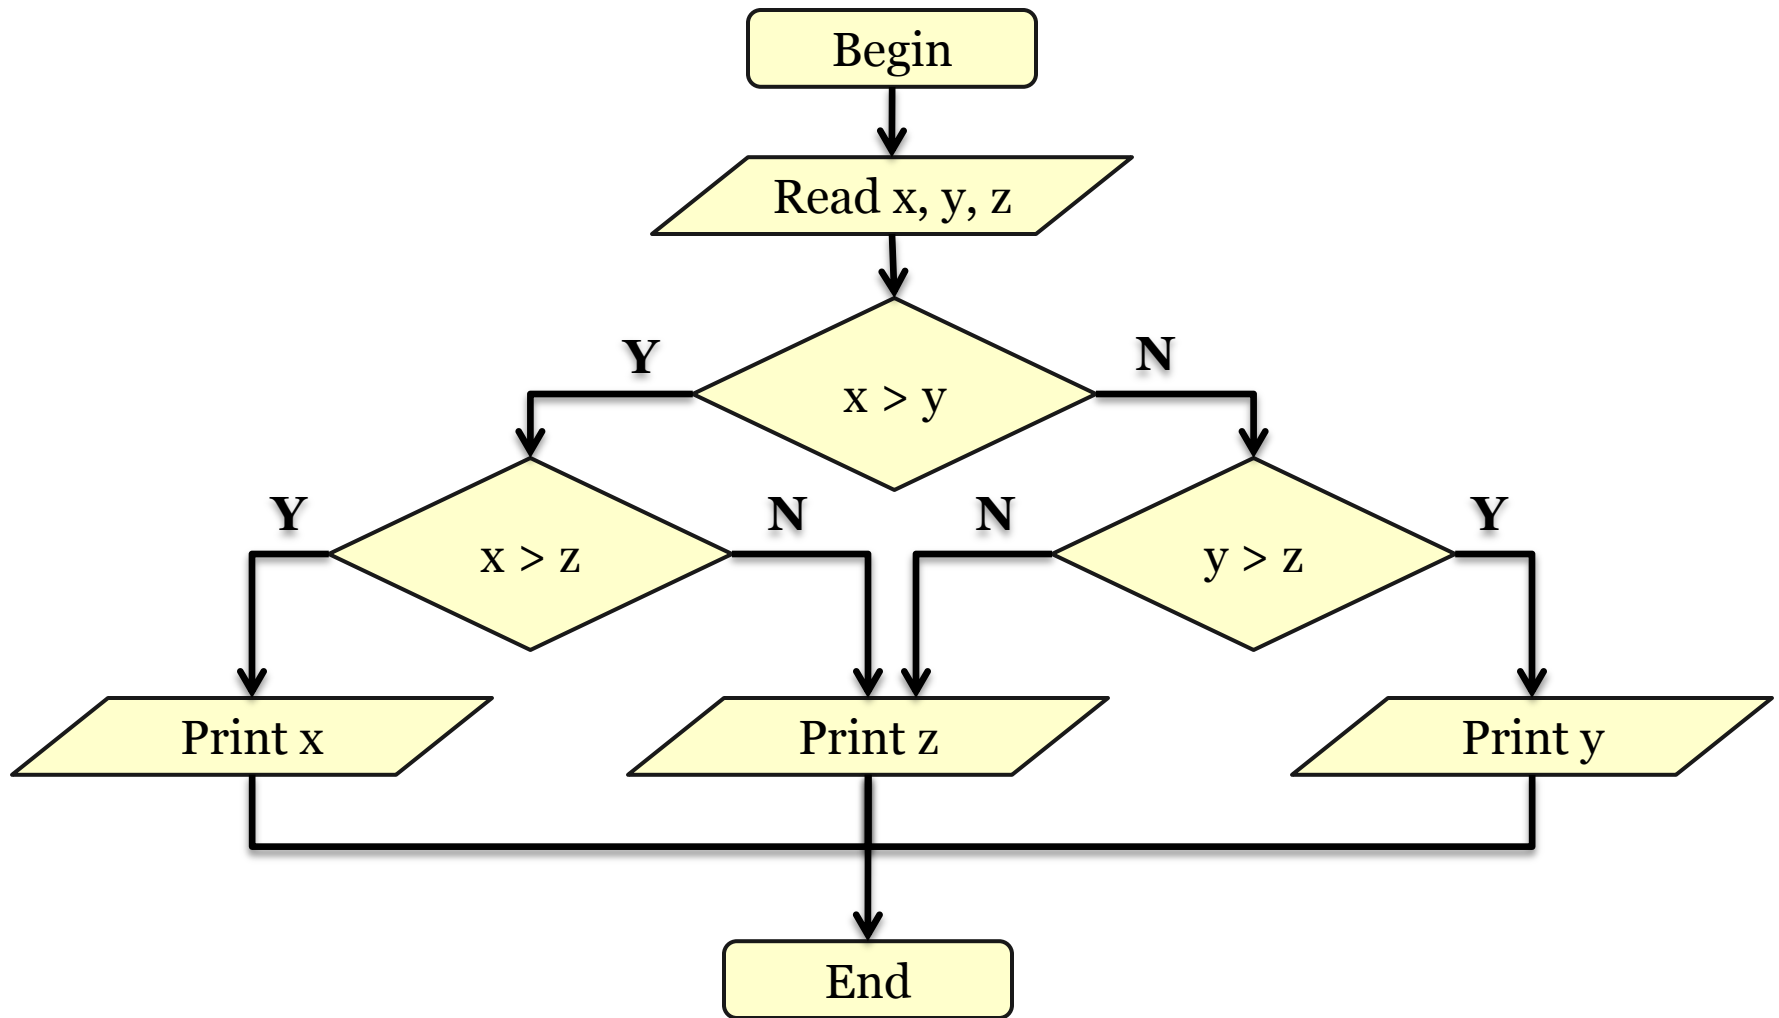 Begin
Read x, y, z
Y
N
x > y
Y
N
N
Y
x > z
y > z
Print x
Print z
Print y
End